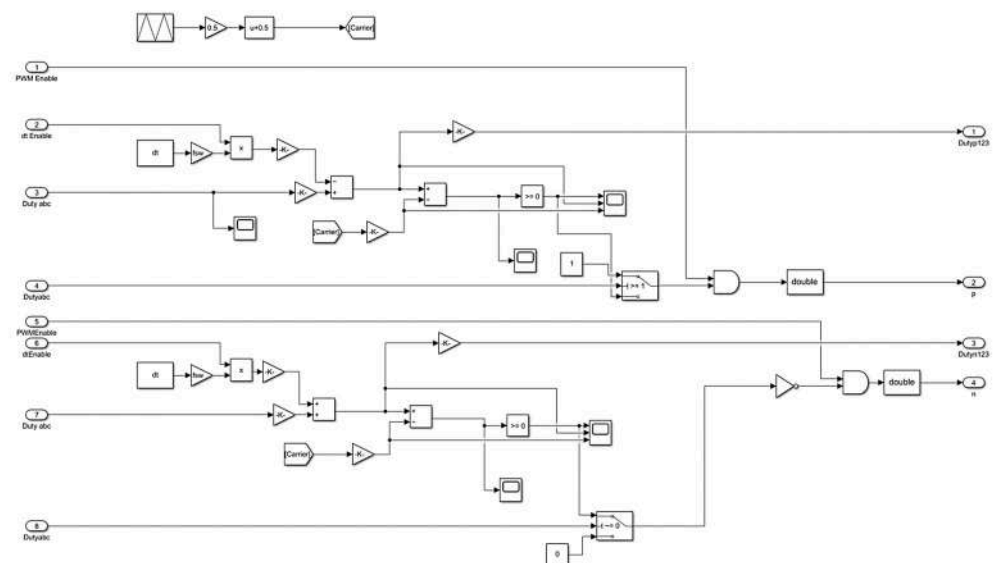 0.5
u+0.5
[Carrier]
1
PWM Enable
2
dt Enable
dt
fsw
x
-K-
-K-
1
Dutyp123
3
Duty abc
-K-
>= 0
[Carrier]
-K-
1
4
Dutyabc
>= 1
double
2
p
5
PWMEnable
6
dtEnable
-K-
3
Dutyn123
dt
fsw
x
-K-
double
4
n
7
Duty abc
-K-
>= 0
[Carrier]
-K-
8
Dutyabc
~= 0
0